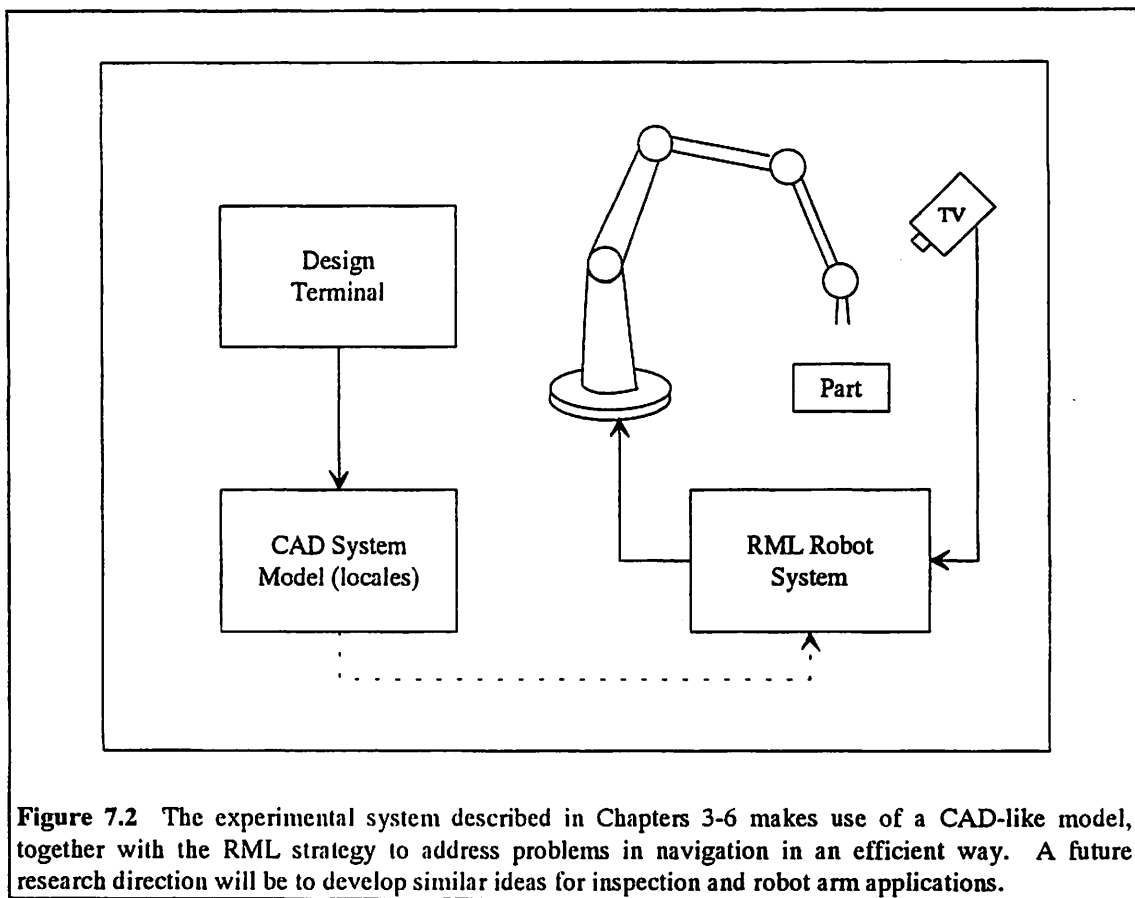 Design
Terminal
TV
Part
CAD System
Model (locales)
RML Robot
System
Figure 7.2 The experimental system described in Chapters 3-6 makes use of a CAD-like model,
together with the RML strategy to address problems in navigation in an efficient way. A future
research direction will be to develop similar ideas for inspection and robot arm applications.